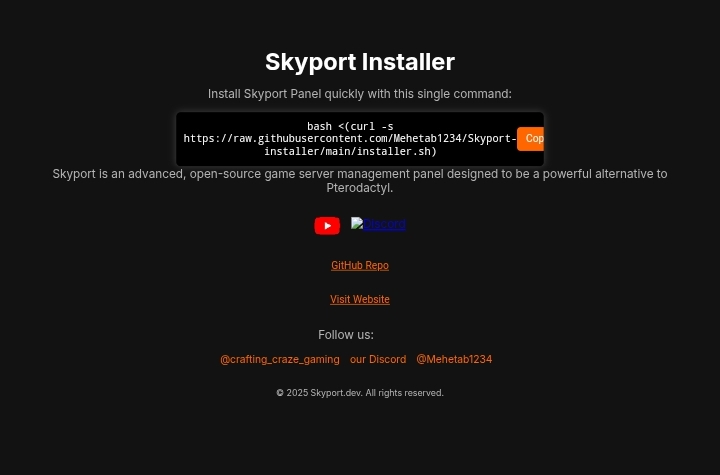 Skyport Installer
Install Skyport Panel quickly with this single command:
bash <(curl -s
https://raw.githubusercontent.com/Mehetab1234/Skyport-
installer/main/installer.sh)
Cop
Skyport is an advanced, open-source game server management panel designed to be a powerful alternative to
Pterodactyl.
Discord
GitHub Repo
Visit Website
Follow us:
@crafting_craze_gaming our Discord @Mehetab1234
© 2025 Skyport.dev. All rights reserved.